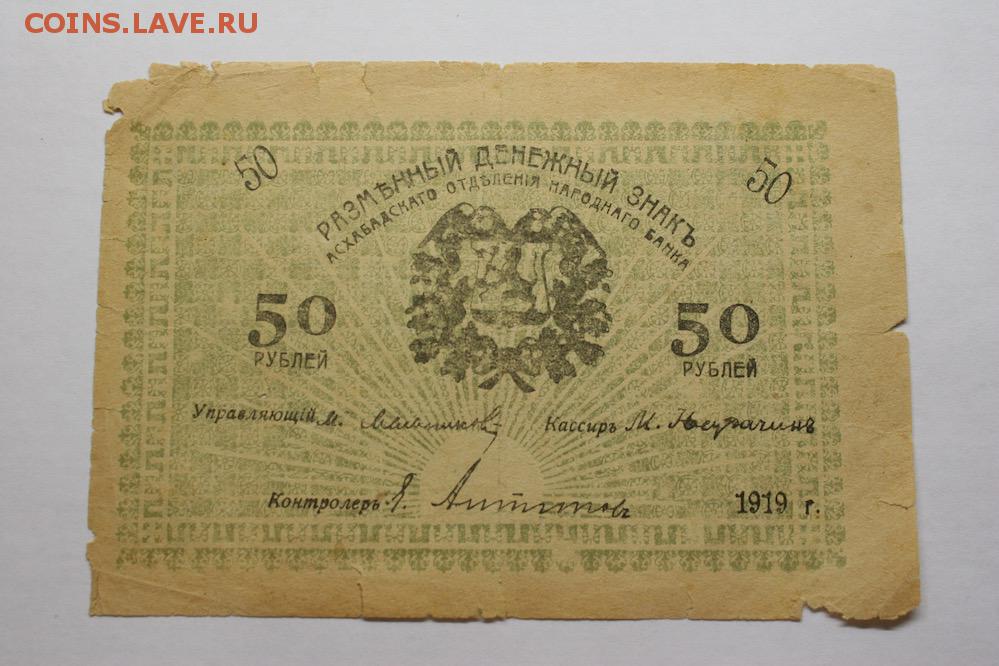 COINS.LAVE.RU
50
50
РАЗМѢННЫЙ ДЕНЕЖНЫЙ ЗНАКЪ
АСХАБАДСКАГО ОТДѢЛЕНІЯ НАРОДНАГО БАНКА
50
50
РУБЛЕЙ
РУБЛЕЙ
Управляющій М. Кассиръ М.
Контролеръ Я. 1919 г.